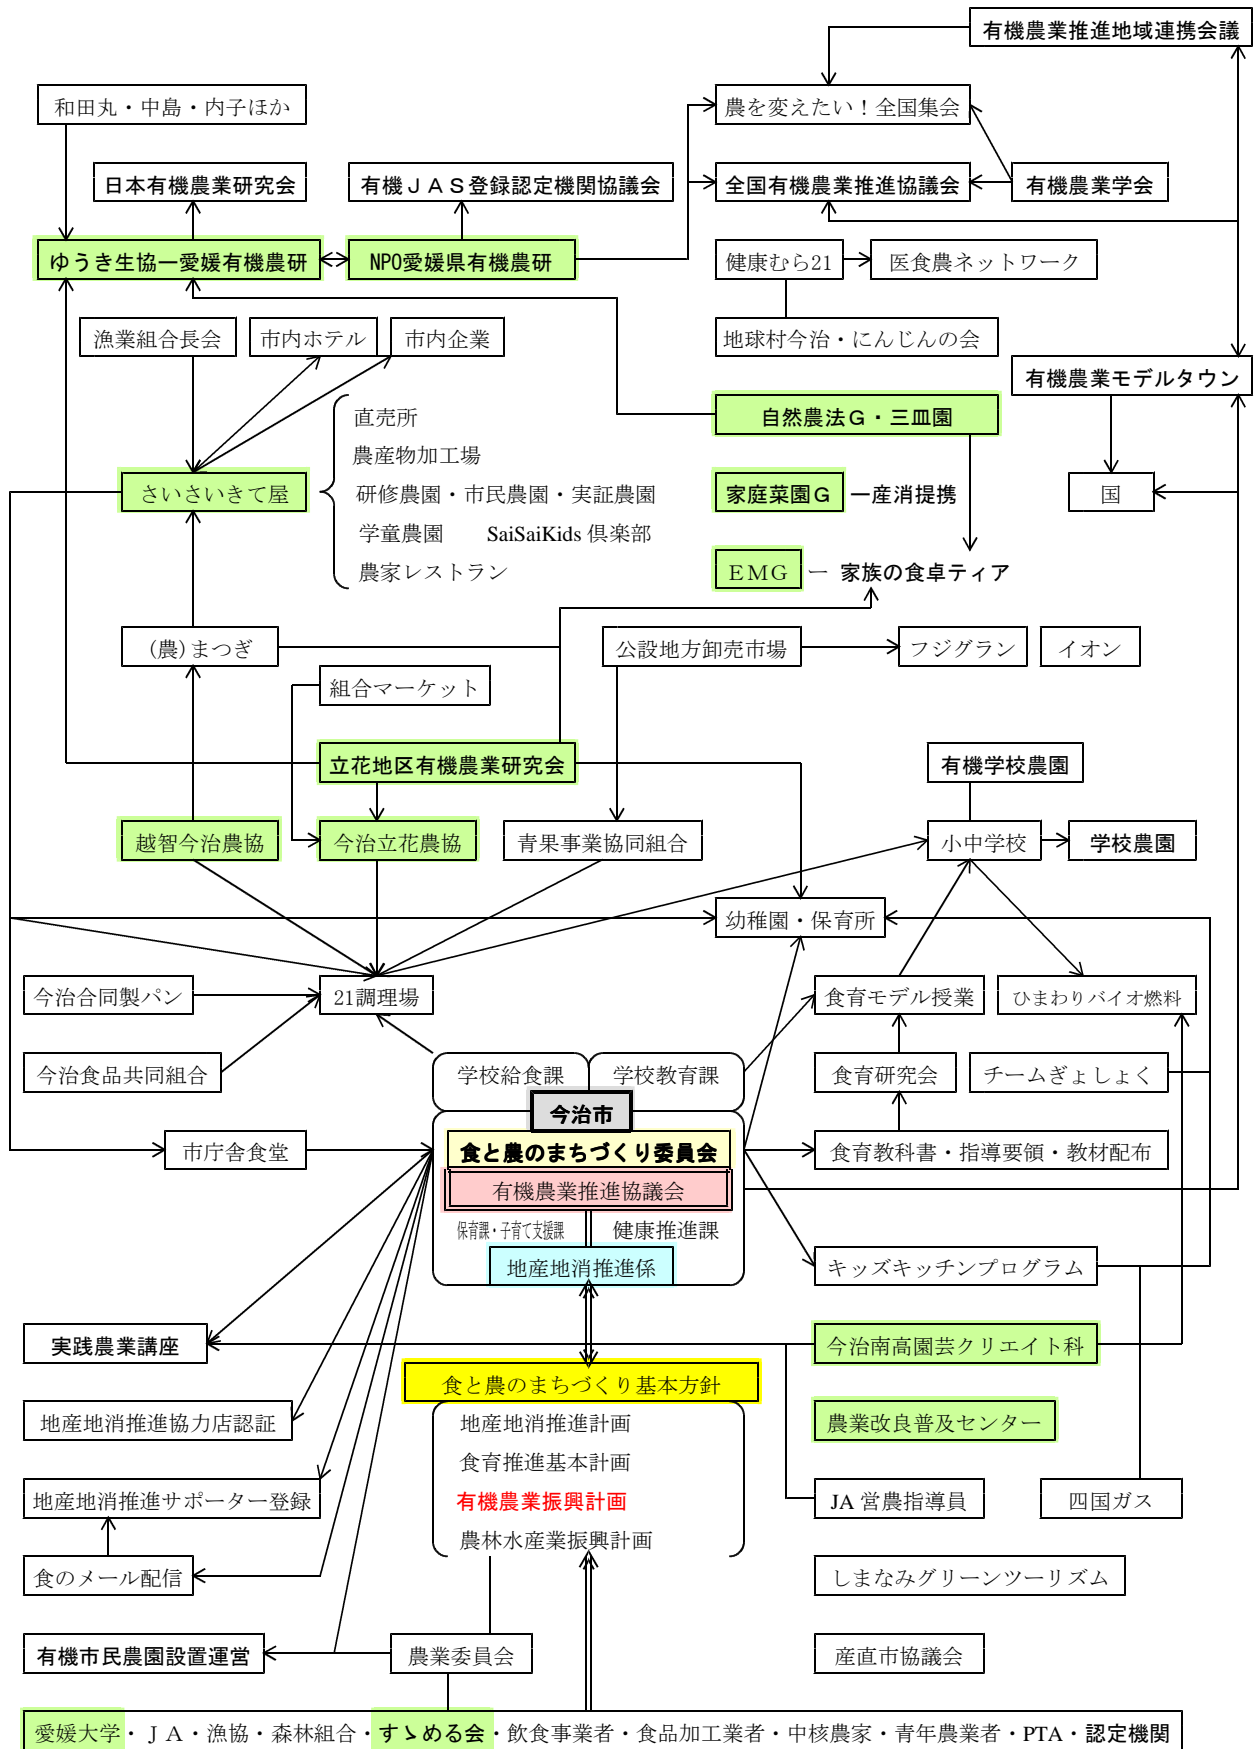 有機農業推進地域連携会議
和田丸・中島・内子ほか
農を変えたい！全国集会
日本有機農業研究会
有機ＪＡＳ登録認定機関協議会
全国有機農業推進協議会
有機農業学会
ゆうき生協ー愛媛有機農研
NPO愛媛県有機農研
健康むら21
医食農ネットワーク
漁業組合長会
市内ホテル
市内企業
地球村今治・にんじんの会
有機農業モデルタウン
直売所
自然農法Ｇ・三皿園
農産物加工場
さいさいきて屋
研修農園・市民農園・実証農園
家庭菜園Ｇ
ー産消提携
国
学童農園　　SaiSaiKids 倶楽部
農家レストラン
ＥＭＧ
ー 家族の食卓ティア
(農)まつぎ
公設地方卸売市場
フジグラン
イオン
組合マーケット
立花地区有機農業研究会
有機学校農園
越智今治農協
今治立花農協
青果事業協同組合
小中学校
学校農園
幼稚園・保育所
今治合同製パン
21調理場
食育モデル授業
ひまわりバイオ燃料
今治食品共同組合
学校給食課
学校教育課
食育研究会
チームぎょしょく
今治市
市庁舎食堂
食と農のまちづくり委員会
食育教科書・指導要領・教材配布
有機農業推進協議会
保育課・子育て支援課
健康推進課
地産地消推進係
キッズキッチンプログラム
実践農業講座
今治南高園芸クリエイト科
食と農のまちづくり基本方針
地産地消推進協力店認証
地産地消推進計画
農業改良普及センター
食育推進基本計画
地産地消推進サポーター登録
有機農業振興計画
JA 営農指導員
四国ガス
農林水産業振興計画
食のメール配信
しまなみグリーンツーリズム
有機市民農園設置運営
農業委員会
産直市協議会
愛媛大学・ＪＡ・漁協・森林組合・すゝめる会・飲食事業者・食品加工業者・中核農家・青年農業者・PTA・認定機関